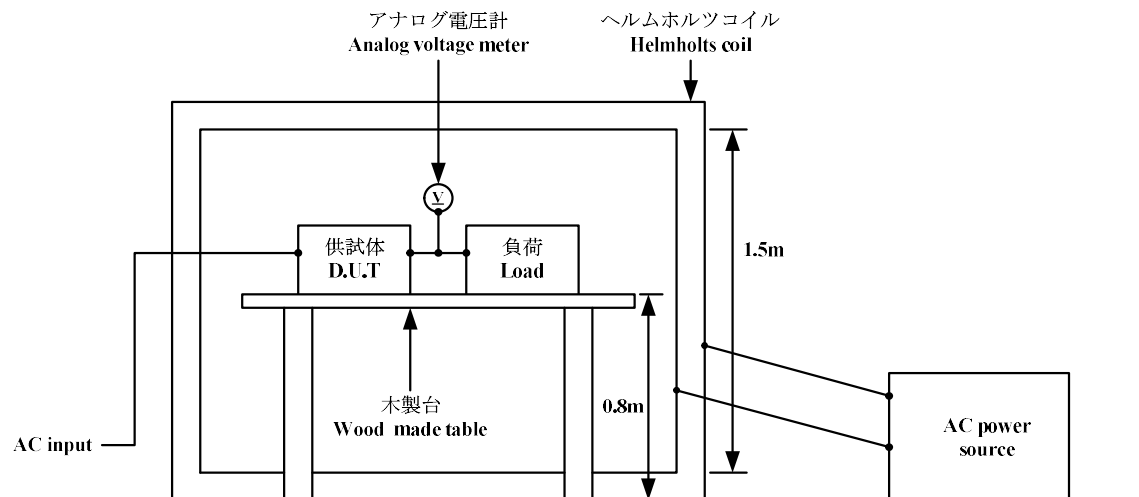 アナログ電圧計
Analog voltage meter
ヘルムホルツコイル
Helmholts coil
V
供試体
D.U.T
負荷
Load
1.5m
0.8m
木製台
Wood made table
AC input
AC power
source